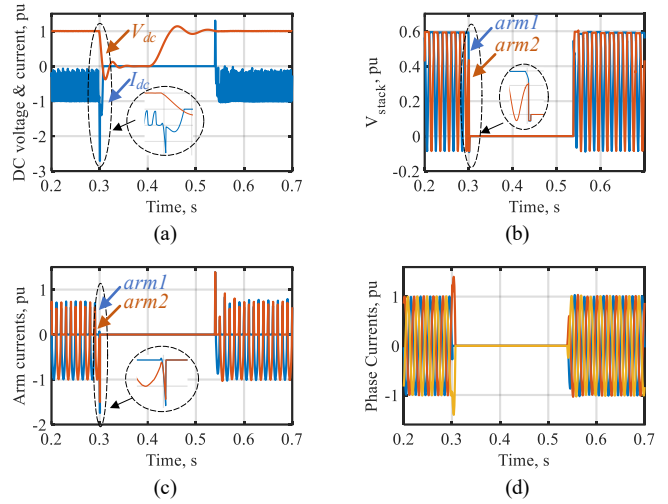 DC voltage & current, pu
2
1
0
-1
-2
-3
V_dc
I_dc
0.2 0.3 0.4 0.5 0.6 0.7
Time, s
(a)
V_stack, pu
0.6
0.4
0.2
0
-0.2
arm1
arm2
0.2 0.3 0.4 0.5 0.6
Time, s
(b)
Arm currents, pu
2
1
0
-1
-2
arm1
arm2
0.2 0.3 0.4 0.5 0.6 0.7
Time, s
(c)
Phase Currents, pu
1
0
-1
0.2 0.3 0.4 0.5 0.6 0.7
Time, s
(d)